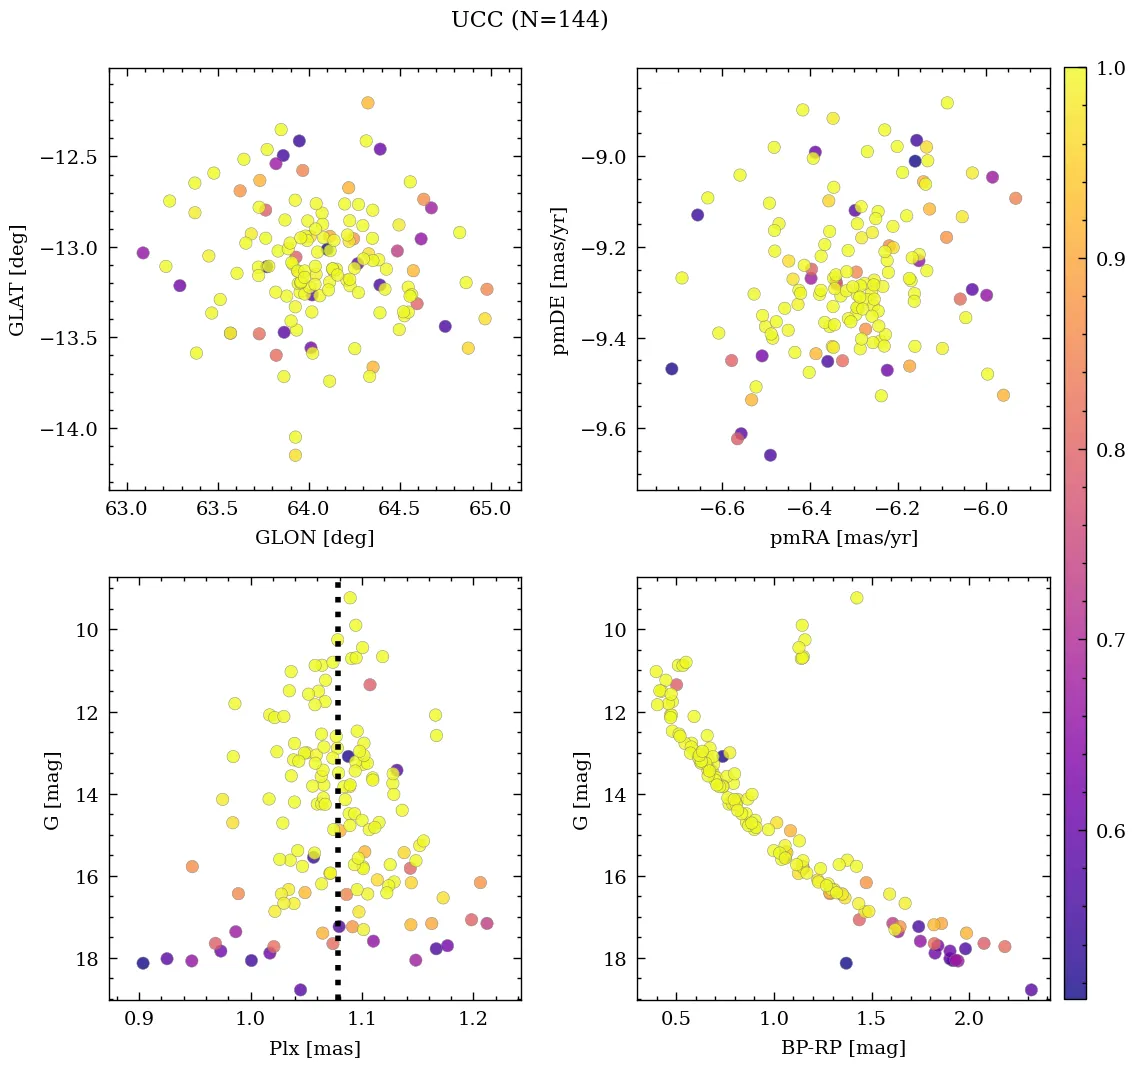 UCC (N=144)
−12.5
−13.0
−13.5
−14.0
GLAT [deg]
63.0 63.5 64.0 64.5 65.0
GLON [deg]
−9.0
−9.2
−9.4
−9.6
pmDE [mas/yr]
−6.6 −6.4 −6.2 −6.0
pmRA [mas/yr]
10
12
14
16
18
G [mag]
0.9 1.0 1.1 1.2
Plx [mas]
10
12
14
16
18
G [mag]
0.5 1.0 1.5 2.0
BP-RP [mag]
1.0
0.9
0.8
0.7
0.6